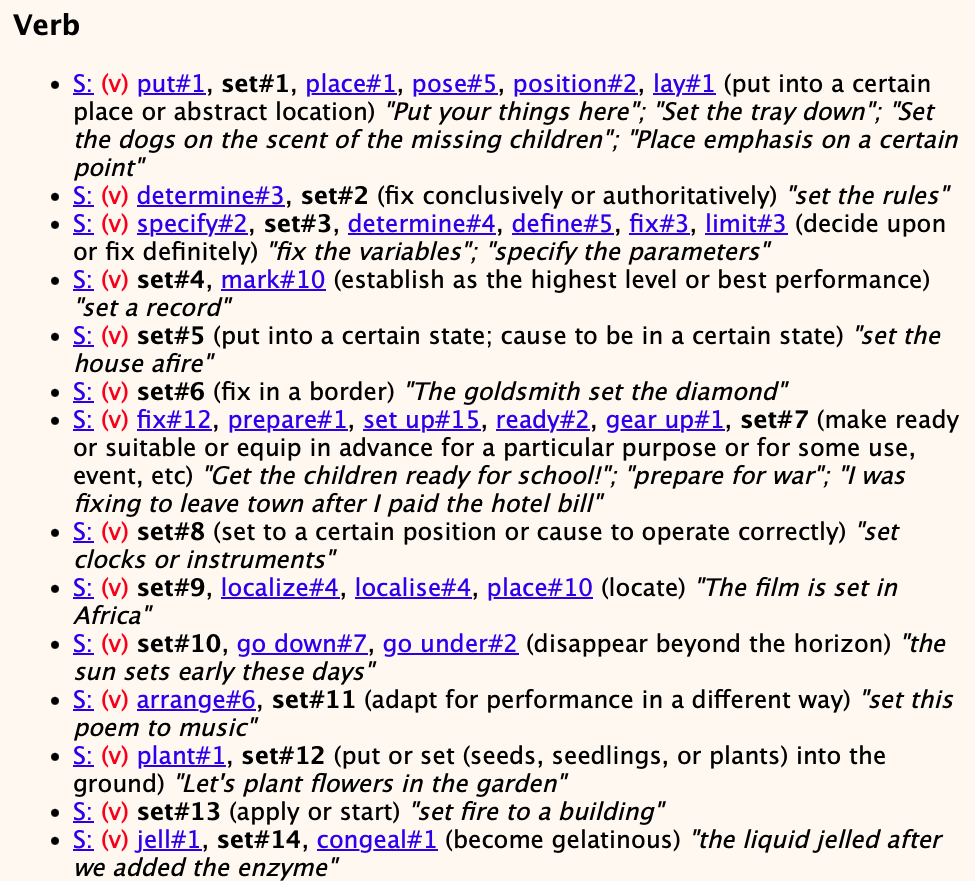 Verb
• S: (v) put#1, set#1, place#1, pose#5, position#2, lay#1 (put into a certain
place or abstract location) "Put your things here"; "Set the tray down"; "Set
the dogs on the scent of the missing children"; "Place emphasis on a certain
point"
• S: (v) determine#3, set#2 (fix conclusively or authoritatively) "set the rules"
• S: (v) specify#2, set#3, determine#4, define#5, fix#3, limit#3 (decide upon
or fix definitely) "fix the variables"; "specify the parameters"
• S: (v) set#4, mark#10 (establish as the highest level or best performance)
"set a record"
• S: (v) set#5 (put into a certain state; cause to be in a certain state) "set the
house afire"
• S: (v) set#6 (fix in a border) "The goldsmith set the diamond"
• S: (v) fix#12, prepare#1, set up#15, ready#2, gear up#1, set#7 (make ready
or suitable or equip in advance for a particular purpose or for some use,
event, etc) "Get the children ready for school!"; "prepare for war"; "I was
fixing to leave town after I paid the hotel bill"
• S: (v) set#8 (set to a certain position or cause to operate correctly) "set
clocks or instruments"
• S: (v) set#9, localize#4, localise#4, place#10 (locate) "The film is set in
Africa"
• S: (v) set#10, go down#7, go under#2 (disappear beyond the horizon) "the
sun sets early these days"
• S: (v) arrange#6, set#11 (adapt for performance in a different way) "set this
poem to music"
• S: (v) plant#1, set#12 (put or set (seeds, seedlings, or plants) into the
ground) "Let's plant flowers in the garden"
• S: (v) set#13 (apply or start) "set fire to a building"
• S: (v) jell#1, set#14, congeal#1 (become gelatinous) "the liquid jelled after
we added the enzyme"